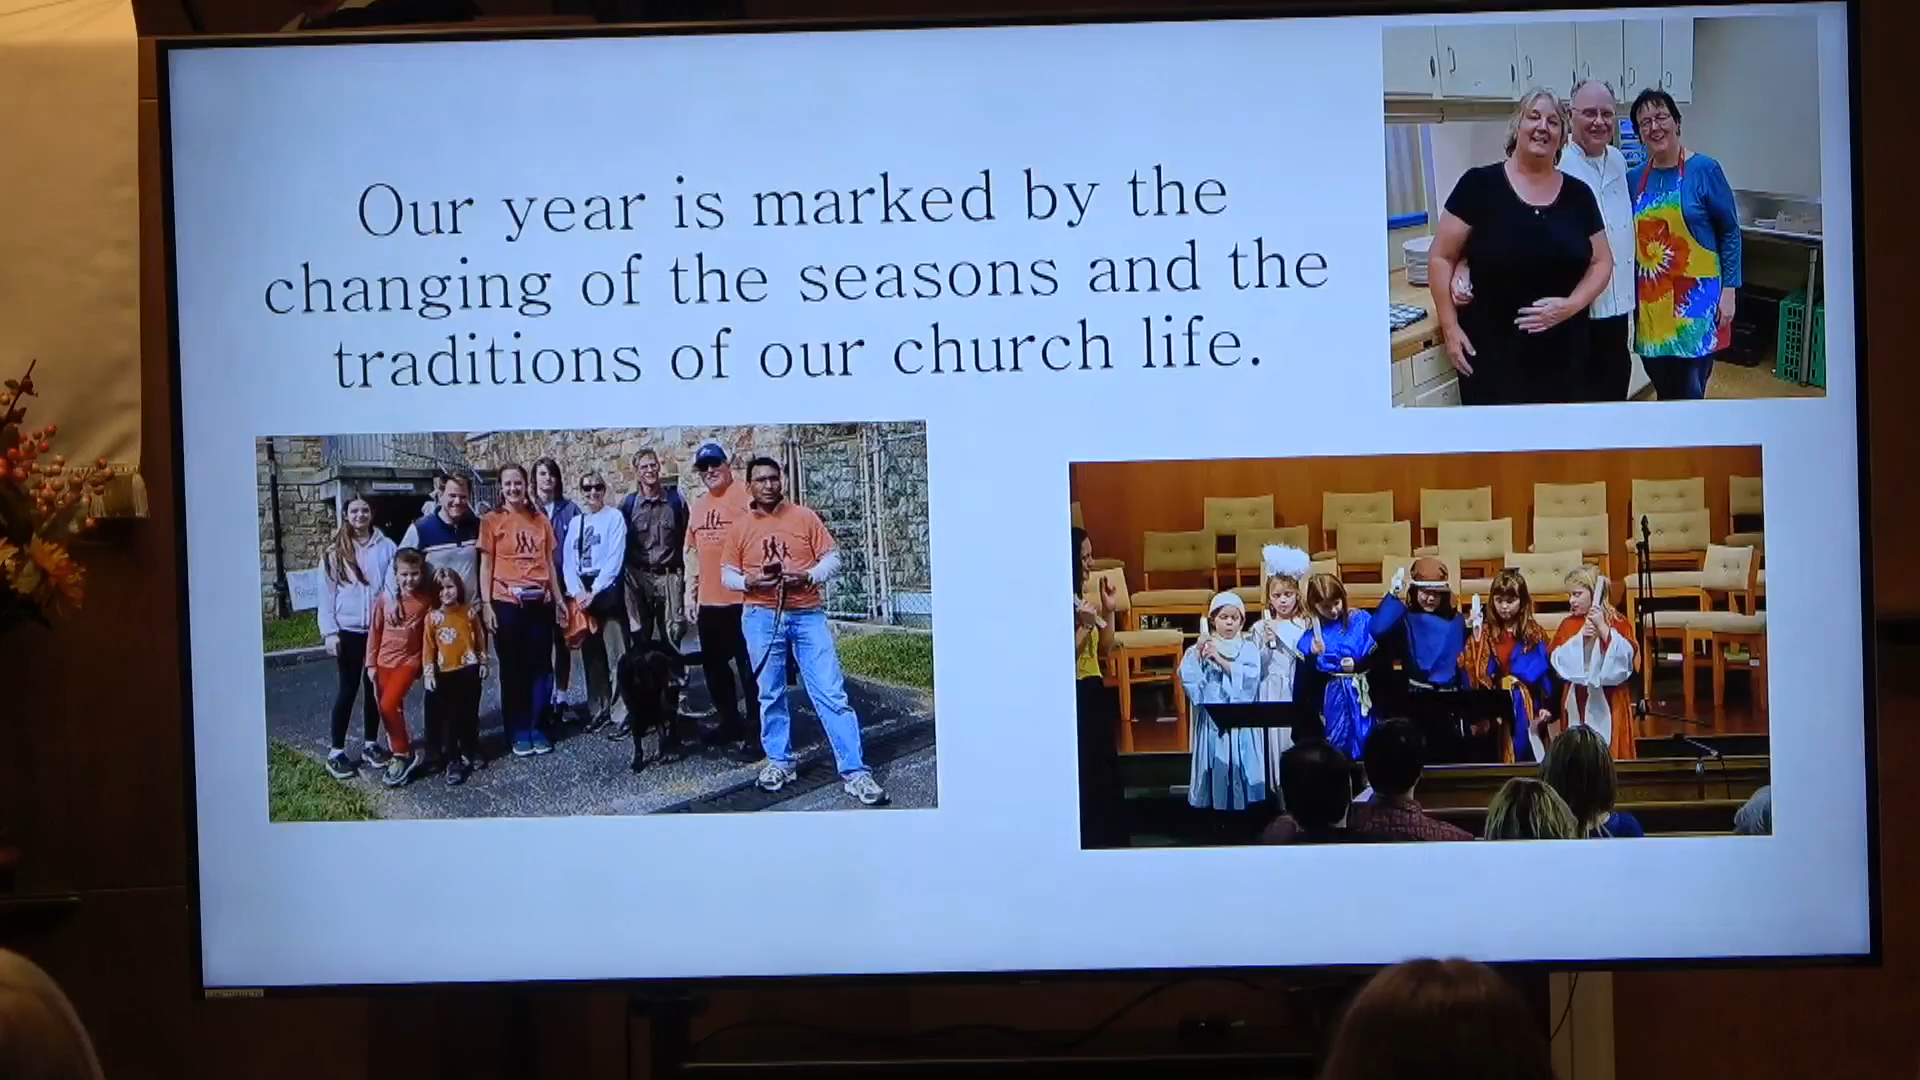 Our year is marked by the
changing of the seasons and the
traditions of our church life.